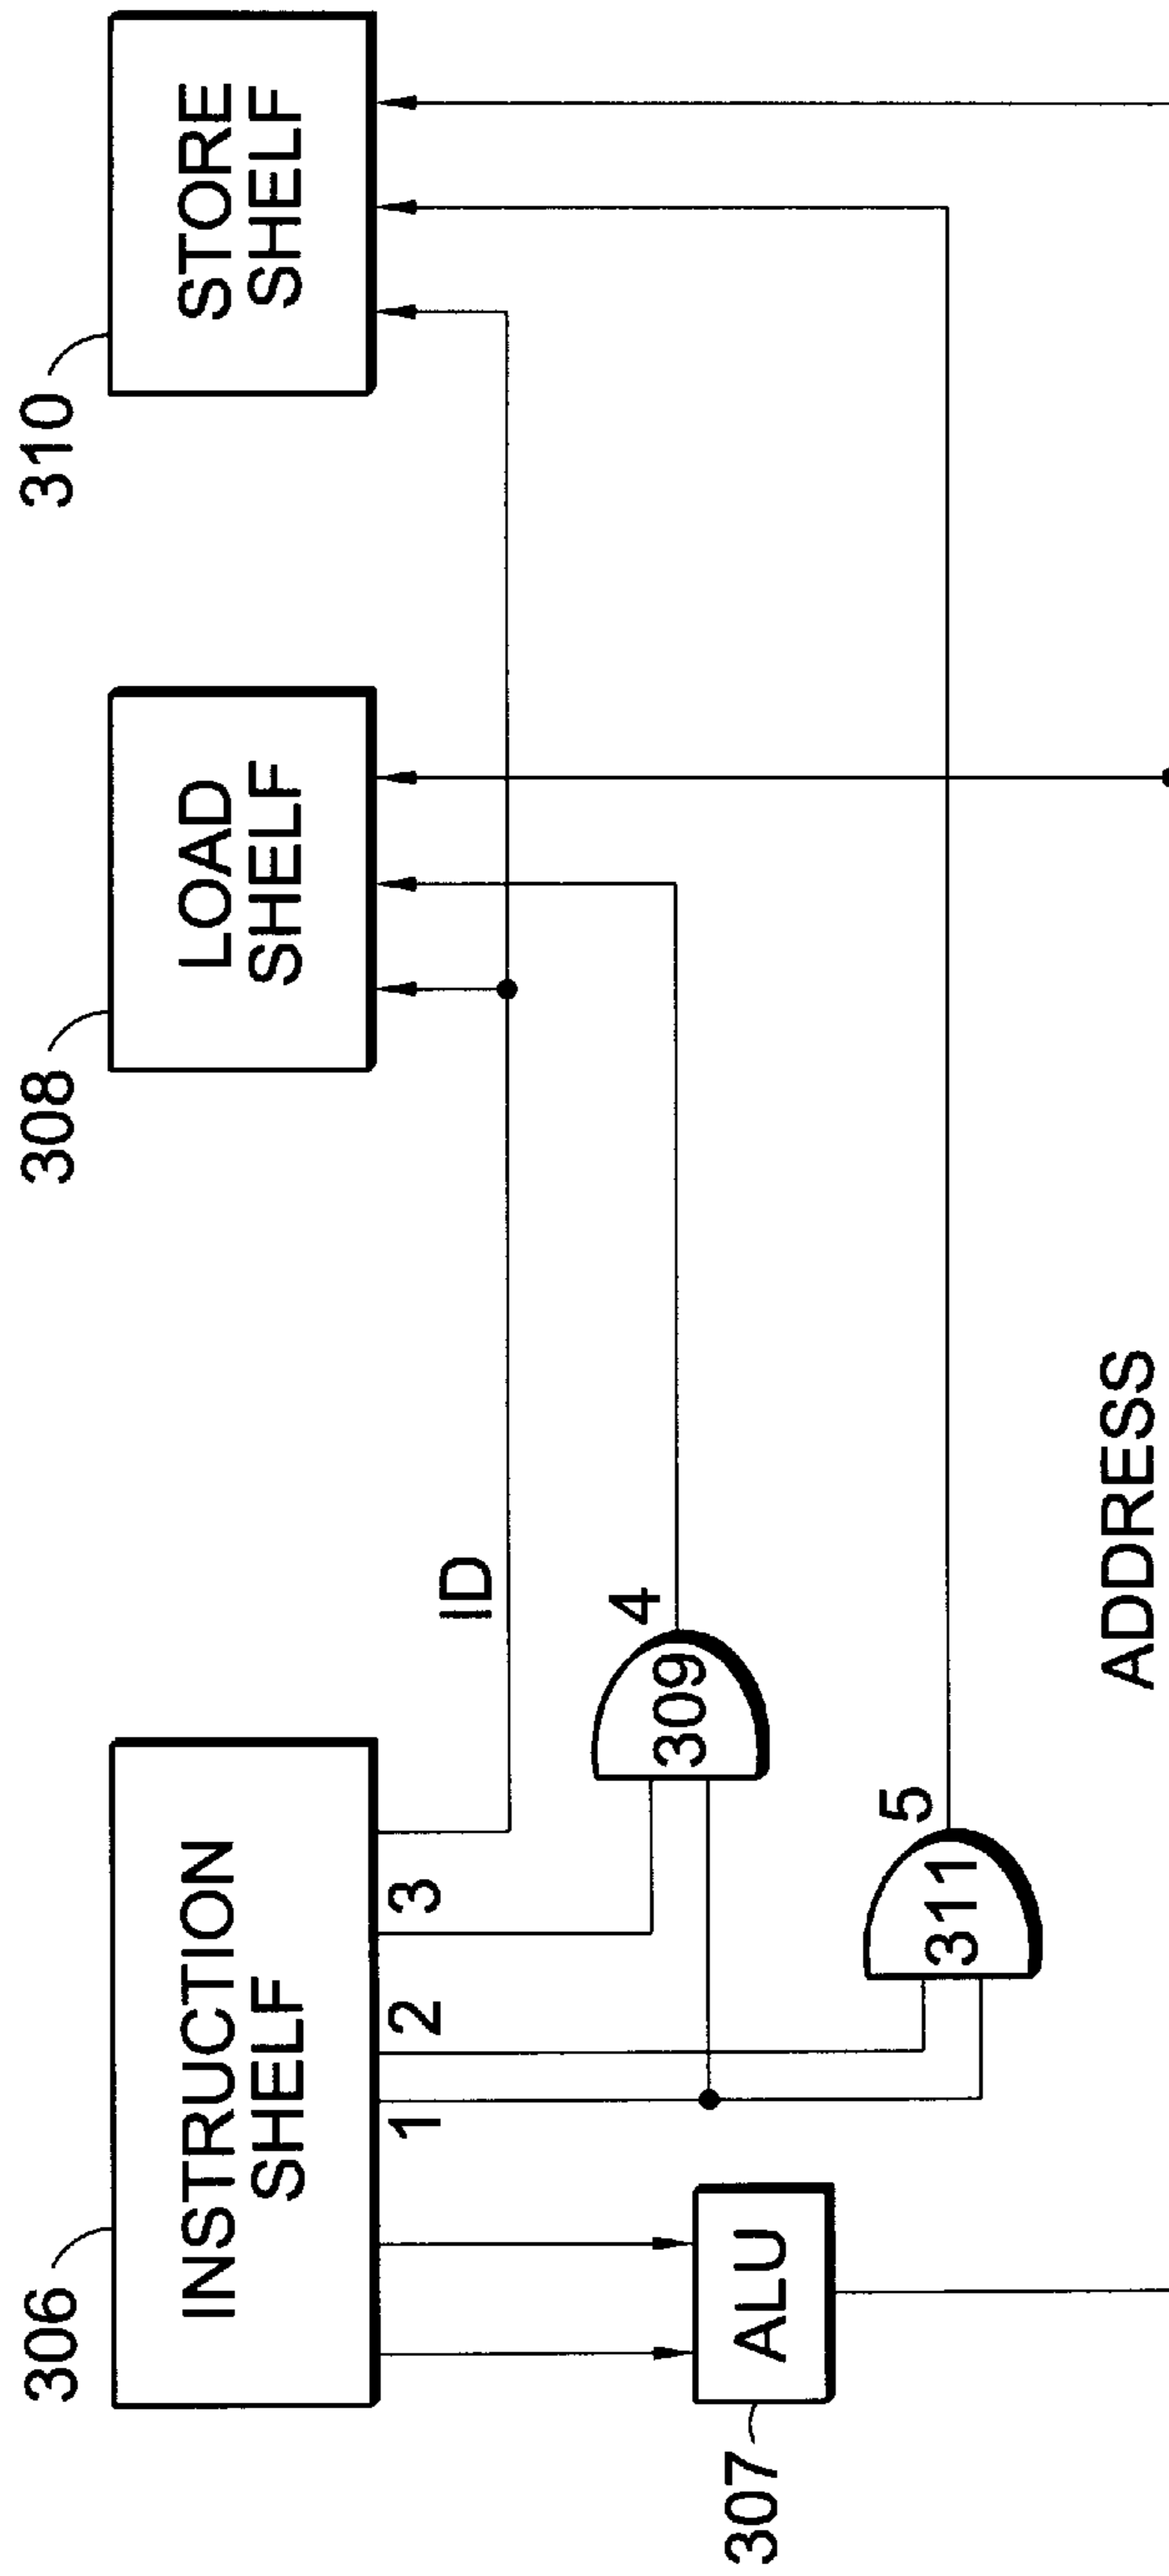 306
INSTRUCTION
SHELF
308
LOAD
SHELF
310
STORE
SHELF
1
2
3
ID
307
ALU
309
4
311
5
ADDRESS